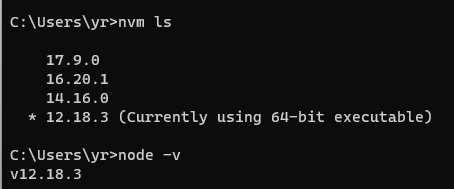 C:\Users\yr>nvm ls
17.9.0
16.20.1
14.16.0
* 12.18.3 (Currently using 64-bit executable)
C:\Users\yr>node -v
v12.18.3